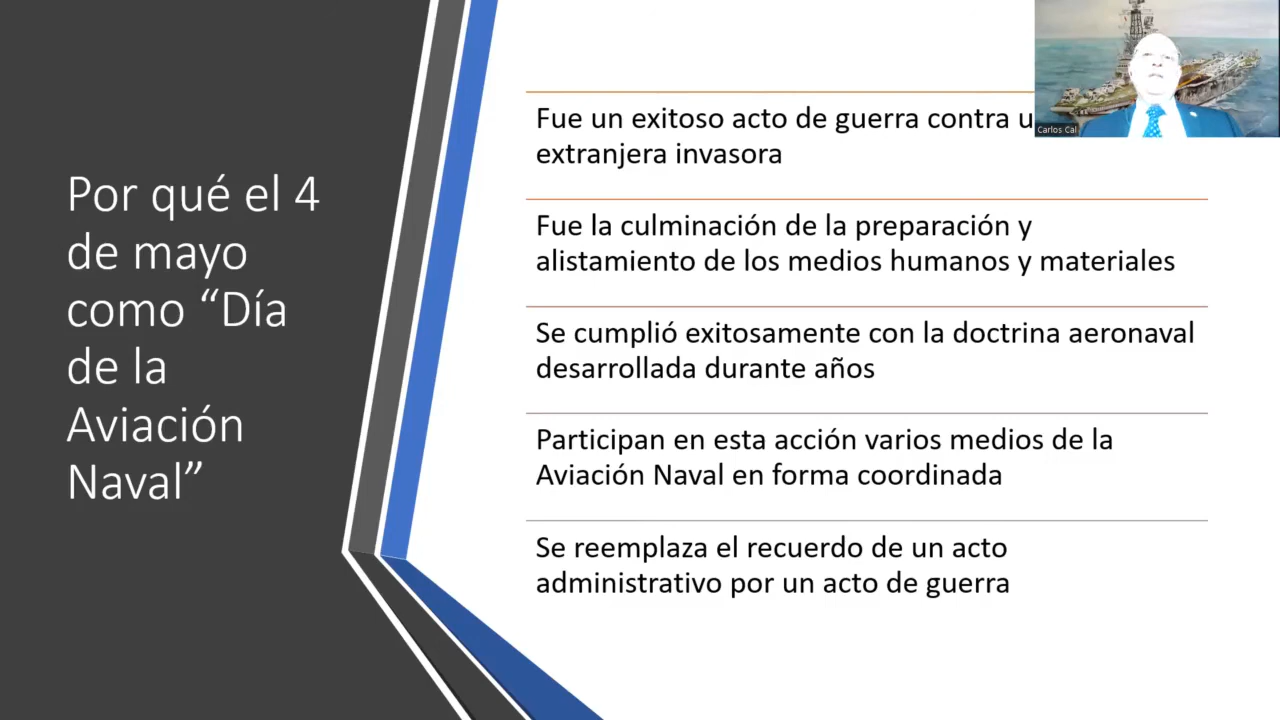 Por qué el 4
de mayo
como “Día
de la
Aviación
Naval”
Fue un exitoso acto de guerra contra
extranjera invasora
Fue la culminación de la preparación y
alistamiento de los medios humanos y materiales
Se cumplió exitosamente con la doctrina aeronaval
desarrollada durante años
Participan en esta acción varios medios de la
Aviación Naval en forma coordinada
Se reemplaza el recuerdo de un acto
administrativo por un acto de guerra
Carlos Cal